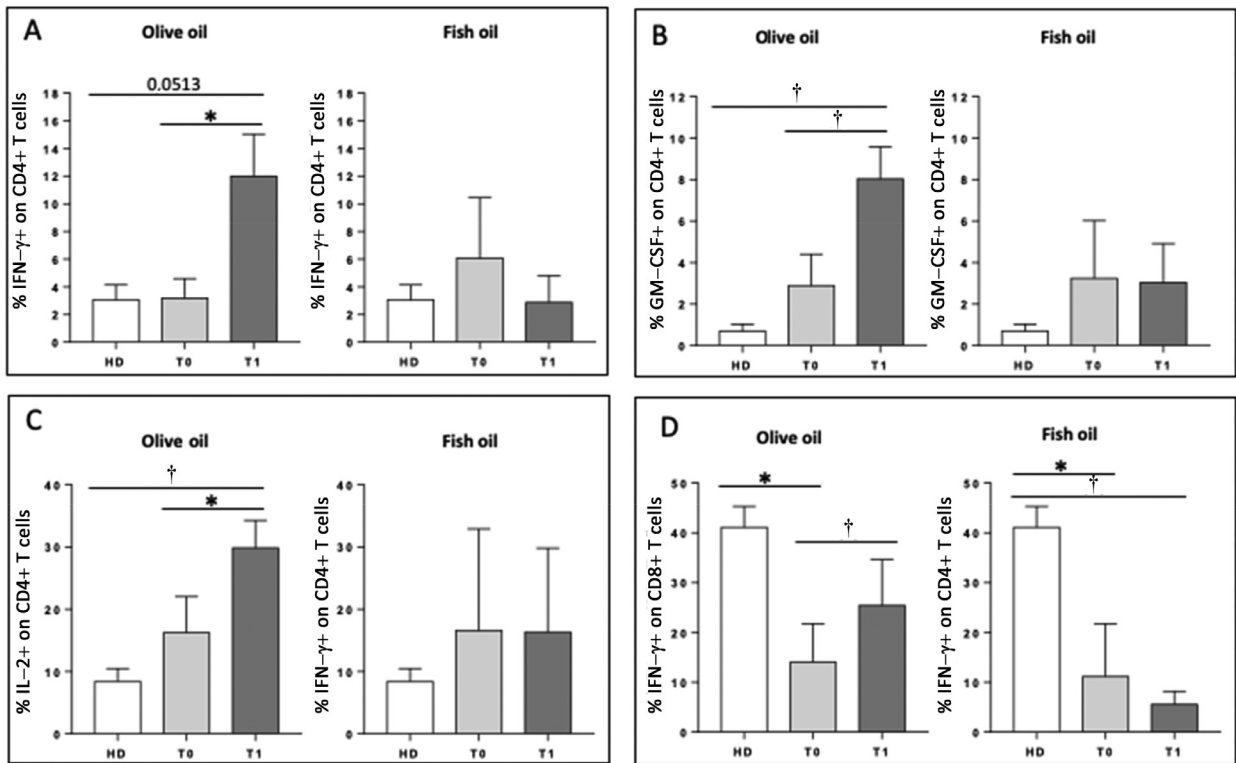 A
Olive oil
Fish oil
0.0513
*
% IFN−γ+ on CD4+ T cells
18
16
14
12
10
8
6
4
2
0
HD
T0
T1
% IFN−γ+ on CD4+ T cells
18
16
14
12
10
8
6
4
2
0
HD
T0
T1
B
Olive oil
Fish oil
†
†
% GM−CSF+ on CD4+ T cells
12
10
8
6
4
2
0
HD
T0
T1
% GM−CSF+ on CD4+ T cells
12
10
8
6
4
2
0
HD
T0
T1
C
Olive oil
Fish oil
†
*
% IL−2+ on CD4+ T cells
40
30
20
10
0
HD
T0
T1
% IFN−γ+ on CD4+ T cells
40
30
20
10
0
HD
T0
T1
D
Olive oil
Fish oil
*
†
% IFN−γ+ on CD8+ T cells
50
40
30
20
10
0
HD
T0
T1
*
†
% IFN−γ+ on CD4+ T cells
50
40
30
20
10
0
HD
T0
T1